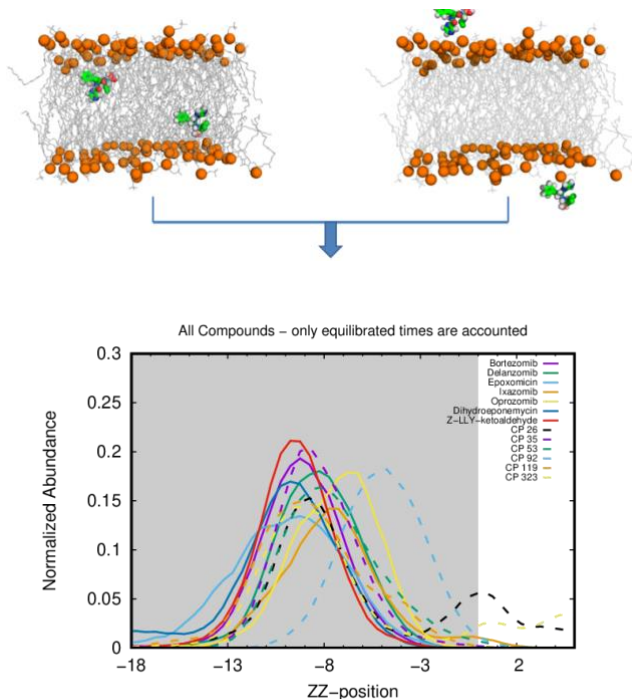 All Compounds – only equilibrated times are accounted
Normalized Abundance
0.3
0.25
0.2
0.15
0.1
0.05
0
Bortezomib
Delanzomib
Epoxomicin
Ixazomib
Oprozomib
Dihydroeponemycin
Z-LLY-ketoaldehyde
CP 26
CP 35
CP 53
CP 92
CP 119
CP 323
−18 −13 −8 −3 2
ZZ-position